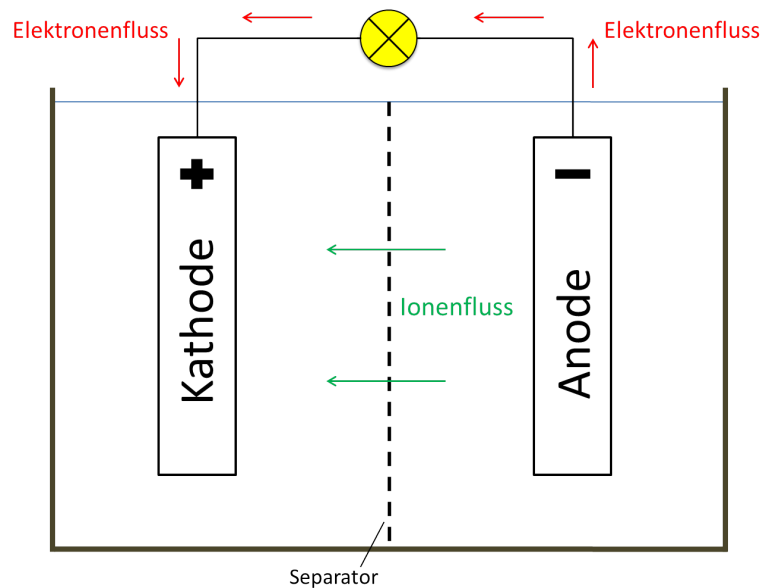 Elektronenfluss
Elektronenfluss
+
−
Kathode
Anode
Ionenfluss
Separator